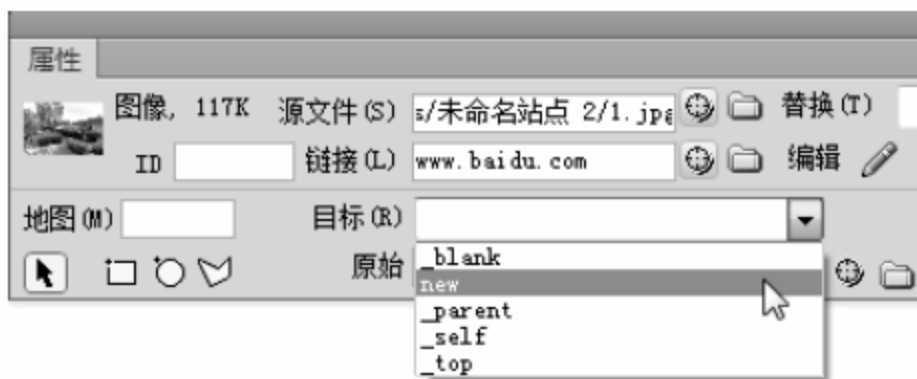 属性
图像, 117K 源文件(S) s/未命名站点 2/1.jpg 替换(T)
ID 链接(L) www.baidu.com 编辑
地图(M) 目标(R)
原始
_blank
new
_parent
_self
_top